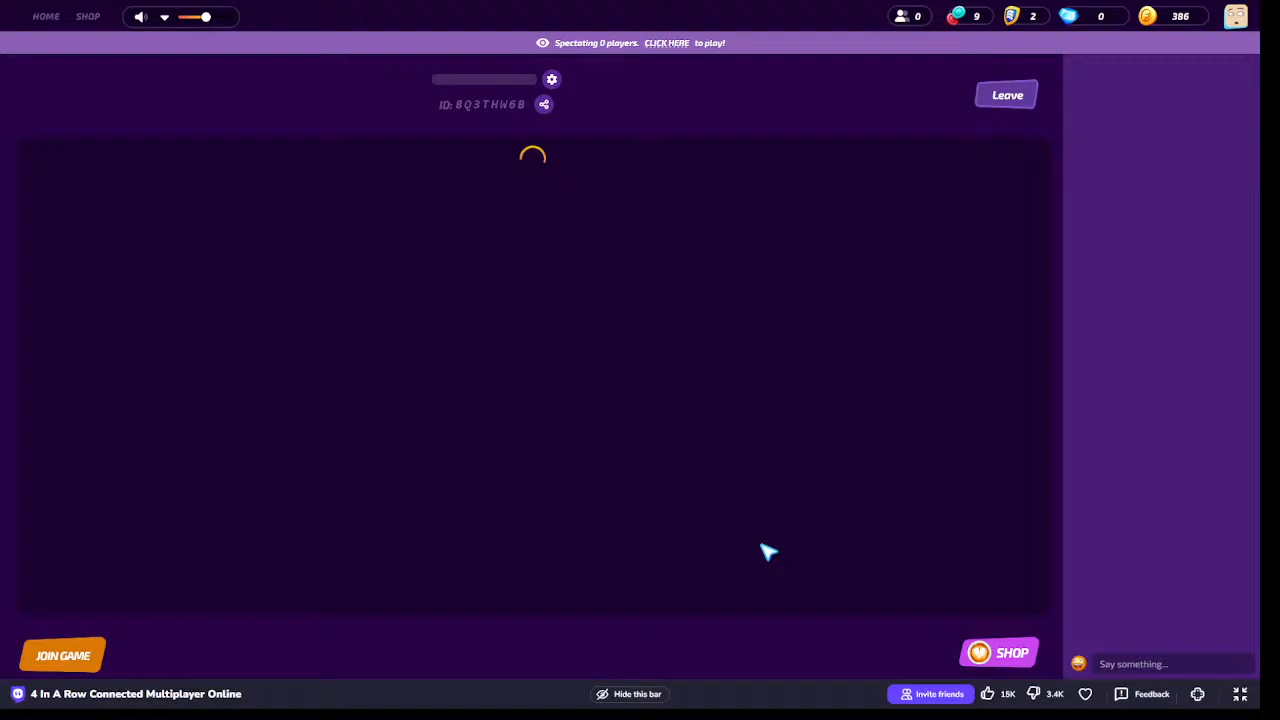 HOME SHOP 0 9 2 0 386
Spectating 0 players. CLICK HERE to play!
ID: 8Q3THW6B
Leave
JOIN GAME
SHOP
Say something...
4 In A Row Connected Multiplayer Online
Hide this bar
Invite friends 15K 3.4K Feedback